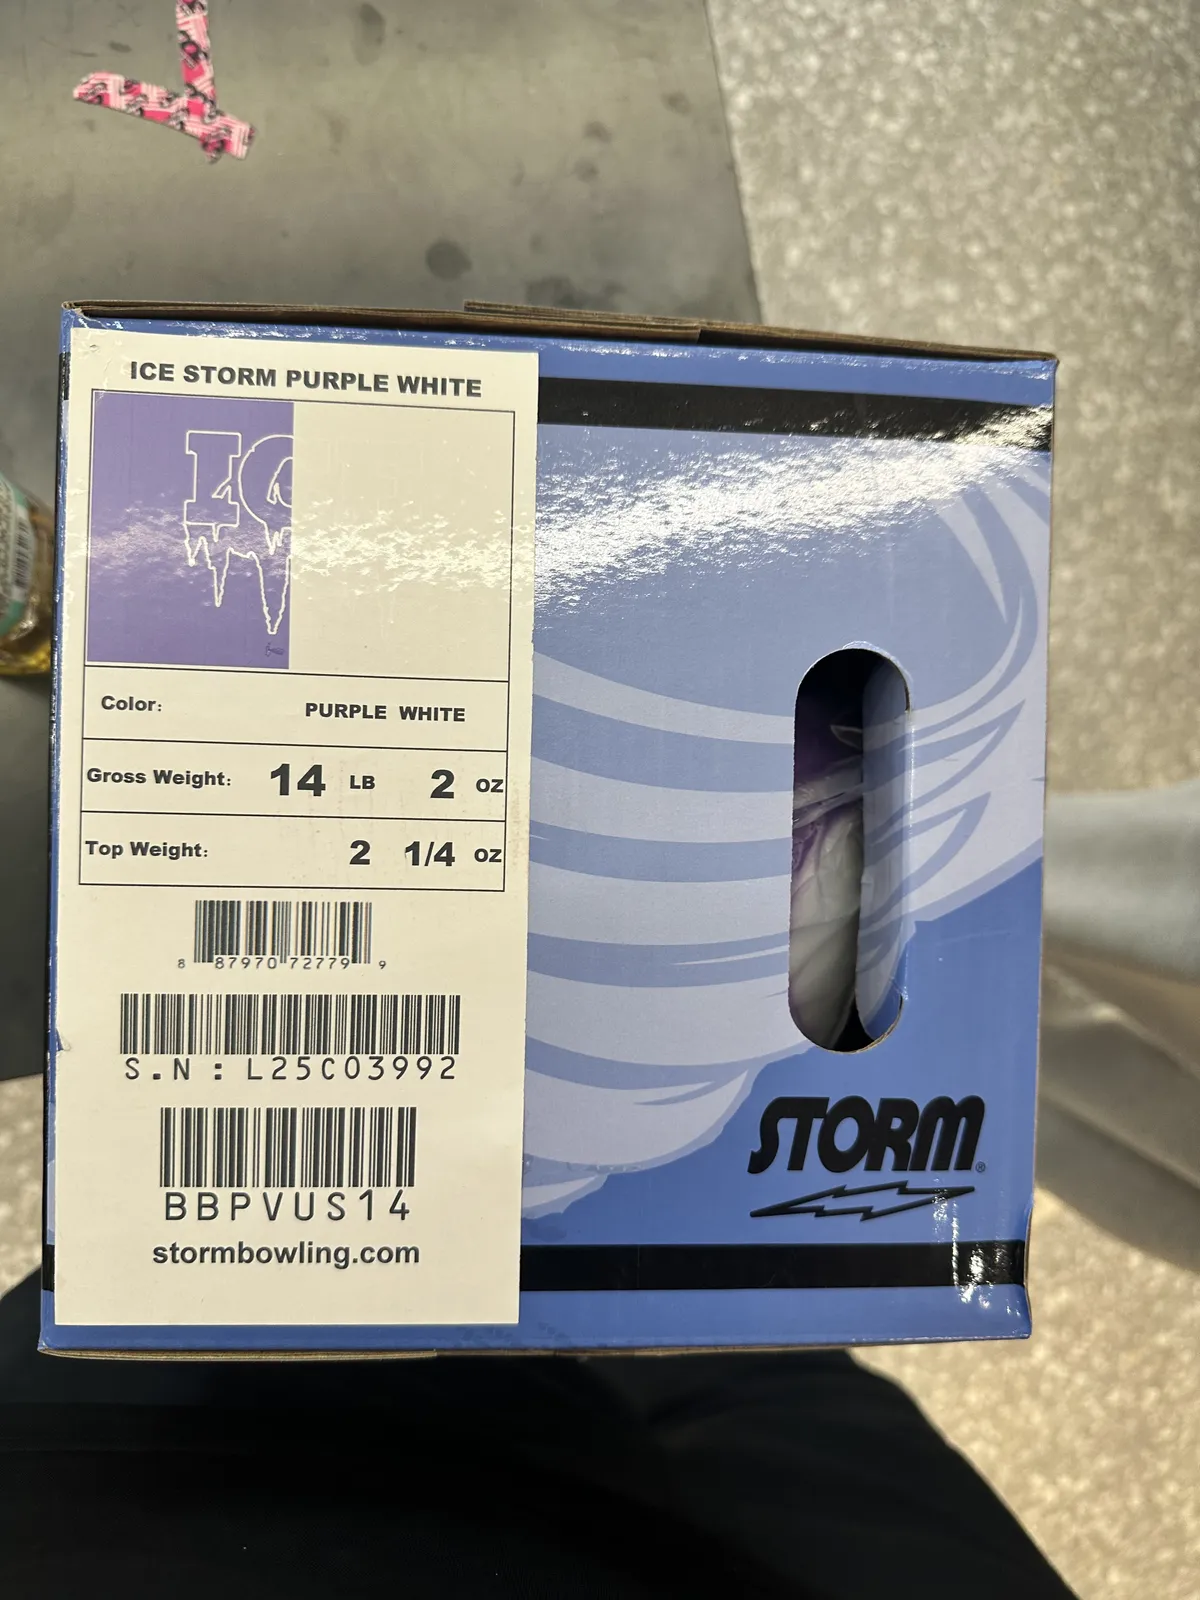 ICE STORM PURPLE WHITE
IC
Color: PURPLE WHITE
Gross Weight: 14 LB 2 OZ
Top Weight: 2 1/4 OZ
8 87970 72779 9
S.N: L25C03992
BBPVUS14
stormbowling.com
STORM®